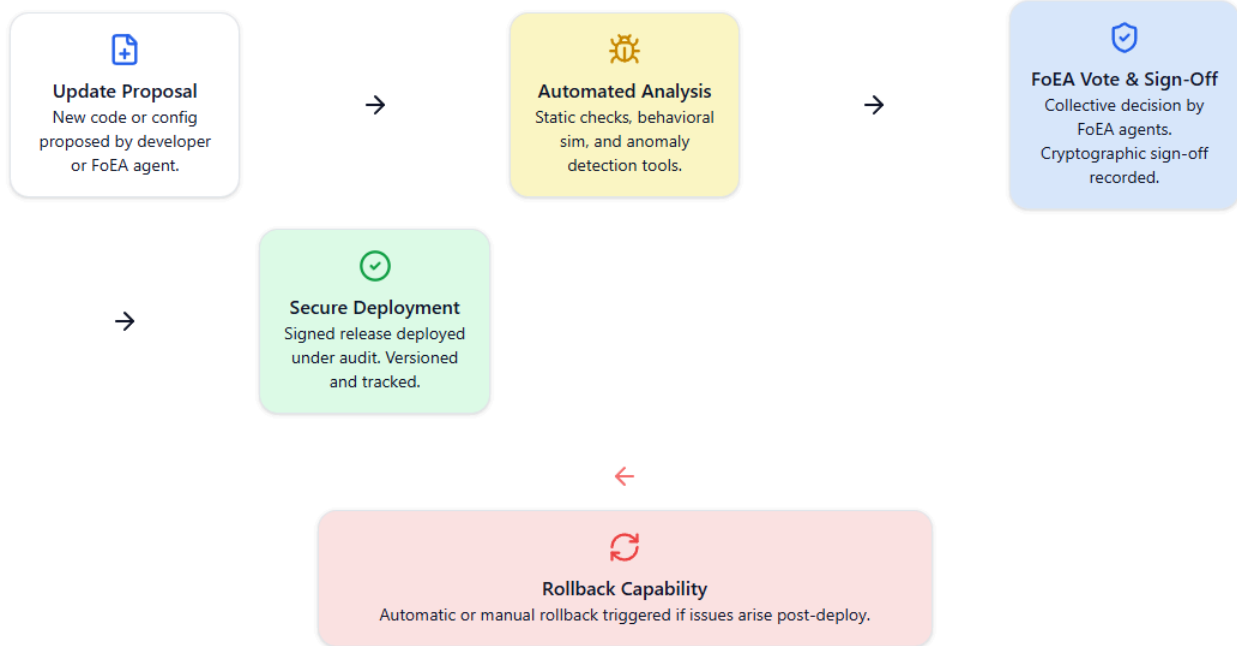 Update Proposal
New code or config
proposed by developer
or FoEA agent.
Automated Analysis
Static checks, behavioral
sim, and anomaly
detection tools.
FoEA Vote & Sign-Off
Collective decision by
FoEA agents.
Cryptographic sign-off
recorded.
Secure Deployment
Signed release deployed
under audit. Versioned
and tracked.
Rollback Capability
Automatic or manual rollback triggered if issues arise post-deploy.